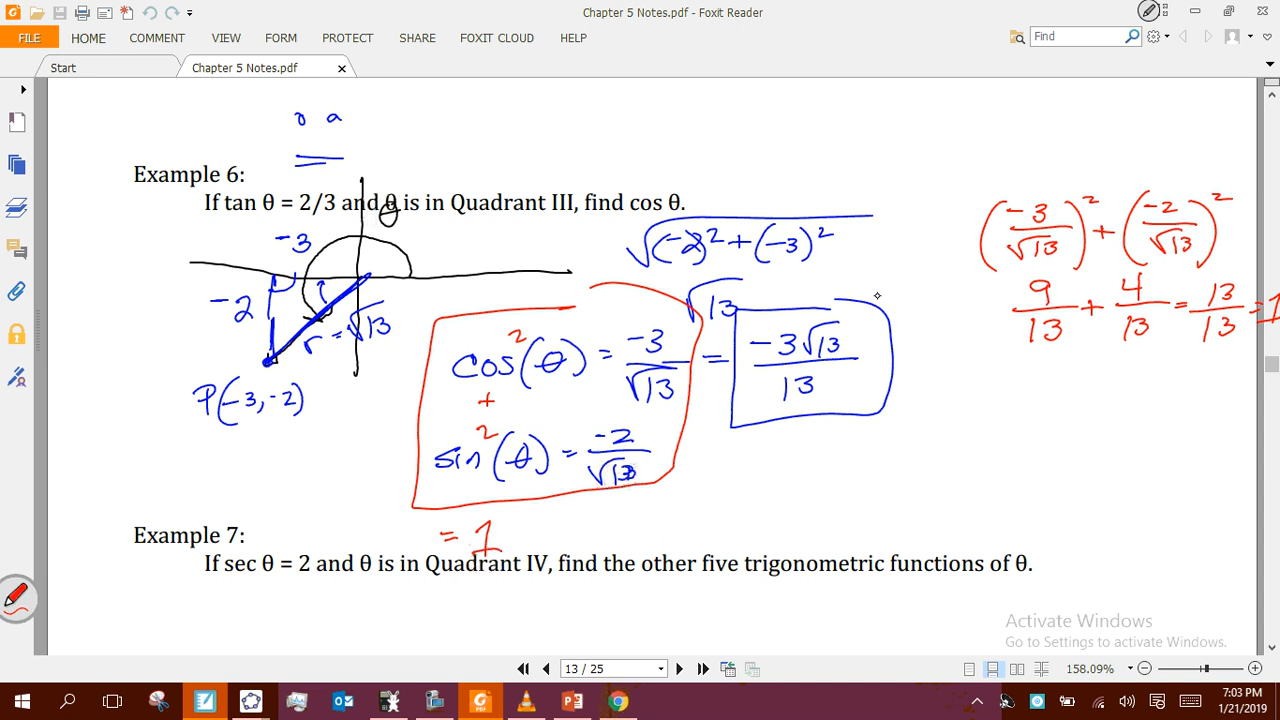 Chapter 5 Notes.pdf - Foxit Reader
FILE HOME COMMENT VIEW FORM PROTECT SHARE FOXIT CLOUD HELP
Find
Start Chapter 5 Notes.pdf
Example 6:
If tan θ = 2/3 and θ is in Quadrant III, find cos θ.
θ
-3
-2
r = √13
P(-3, -2)
√(-2)² + (-3)²
√13
cos²(θ) = -3/√13 = -3√13/13
+
sin²(θ) = -2/√13
= 1
(-3/√13)² + (-2/√13)²
9/13 + 4/13 = 13/13 = 1
Example 7:
If sec θ = 2 and θ is in Quadrant IV, find the other five trigonometric functions of θ.
Activate Windows
Go to Settings to activate Windows.
13 / 25
158.09%
7:03 PM
1/21/2019